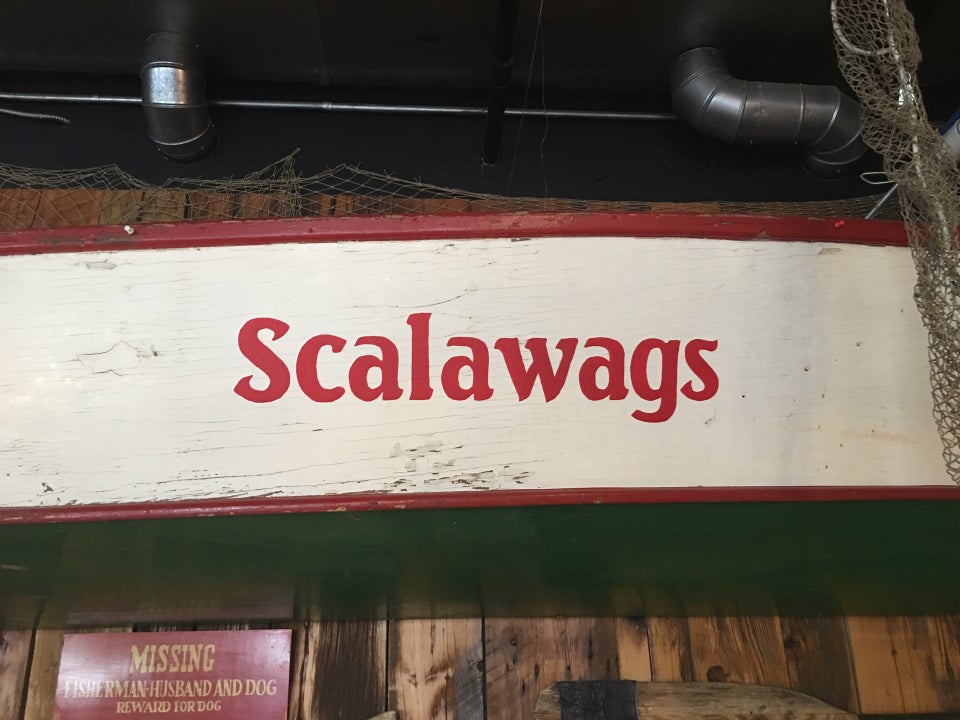 Scalawags
MISSING
FISHERMAN-HUSBAND AND DOG
REWARD FOR DOG